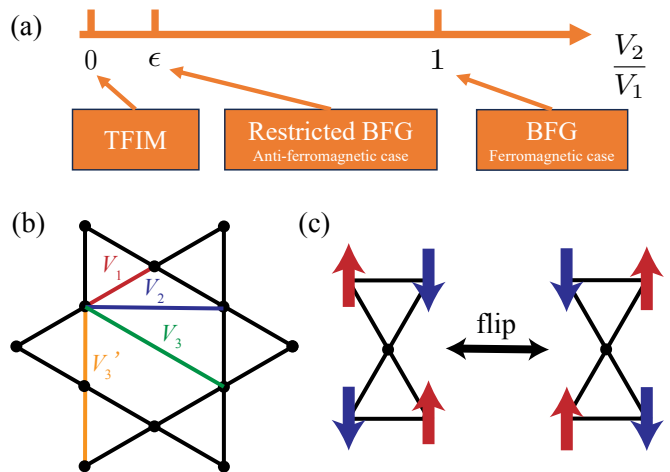 (a)
0
ϵ
1
V₂
V₁
TFIM
Restricted BFG
Anti-ferromagnetic case
BFG
Ferromagnetic case
(b)
V₁
V₂
V₃
V₃’
(c)
flip